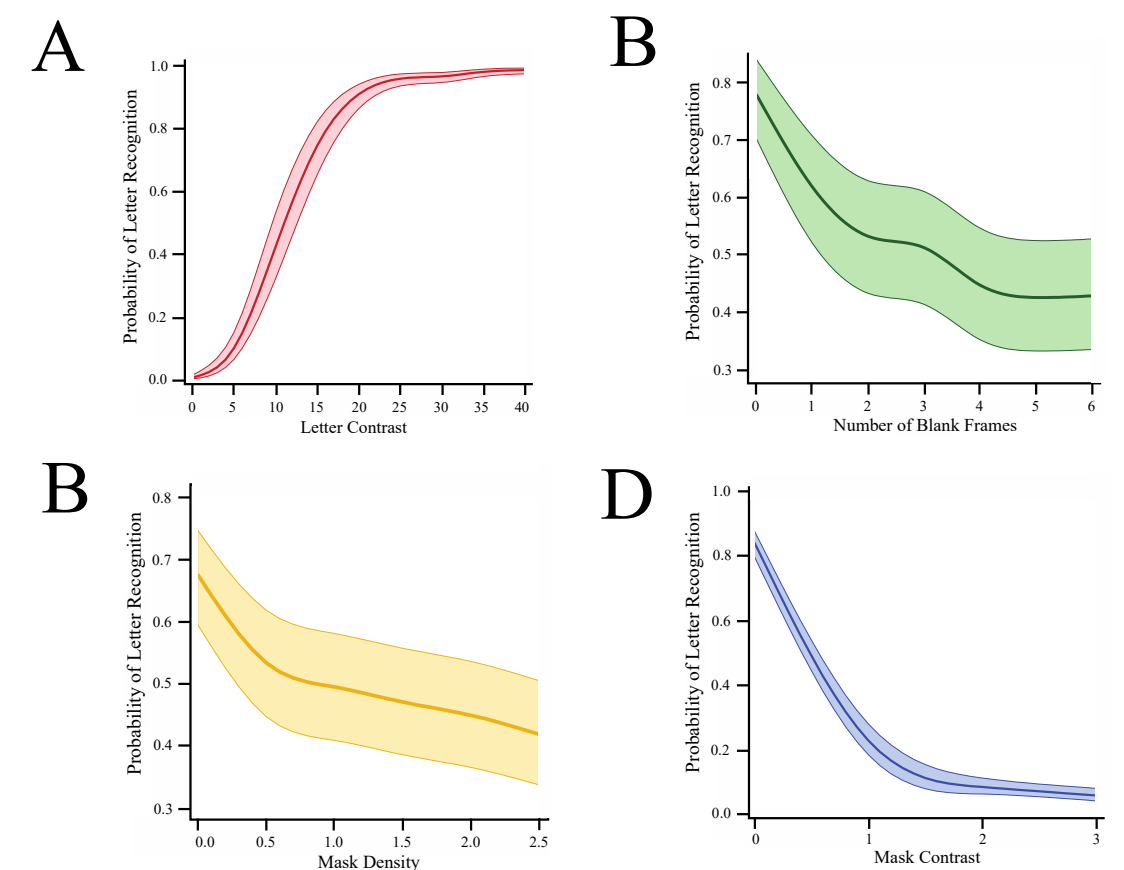 A
Probability of Letter Recognition
1.0
0.8
0.6
0.4
0.2
0.0
0 5 10 15 20 25 30 35 40
Letter Contrast
B
Probability of Letter Recognition
0.8
0.7
0.6
0.5
0.4
0.3
0 1 2 3 4 5 6
Number of Blank Frames
B
Probability of Letter Recognition
0.8
0.7
0.6
0.5
0.4
0.3
0.0 0.5 1.0 1.5 2.0 2.5
Mask Density
D
Probability of Letter Recognition
1.0
0.8
0.6
0.4
0.2
0.0
0 1 2 3
Mask Contrast